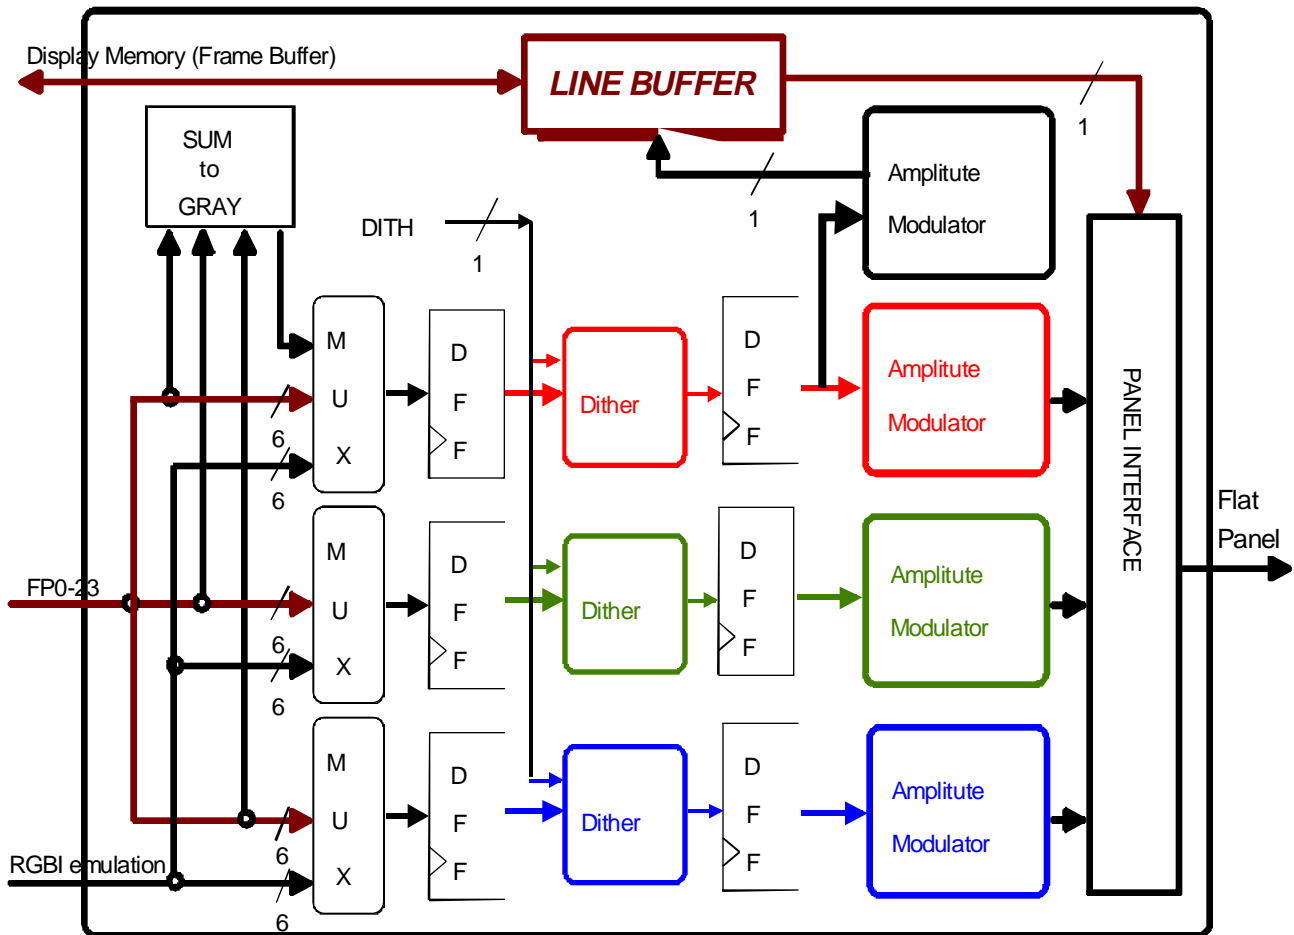 Display Memory (Frame Buffer)
LINE BUFFER
1
SUM
to
GRAY
Amplitute
Modulator
1
DITH
1
M
U
X
6
6
D
F
F
Dither
D
F
F
Amplitute
Modulator
PANEL INTERFACE
Flat
Panel
FP0-23
M
U
X
6
6
D
F
F
Dither
D
F
F
Amplitute
Modulator
RGBI emulation
M
U
X
6
6
D
F
F
Dither
D
F
F
Amplitute
Modulator